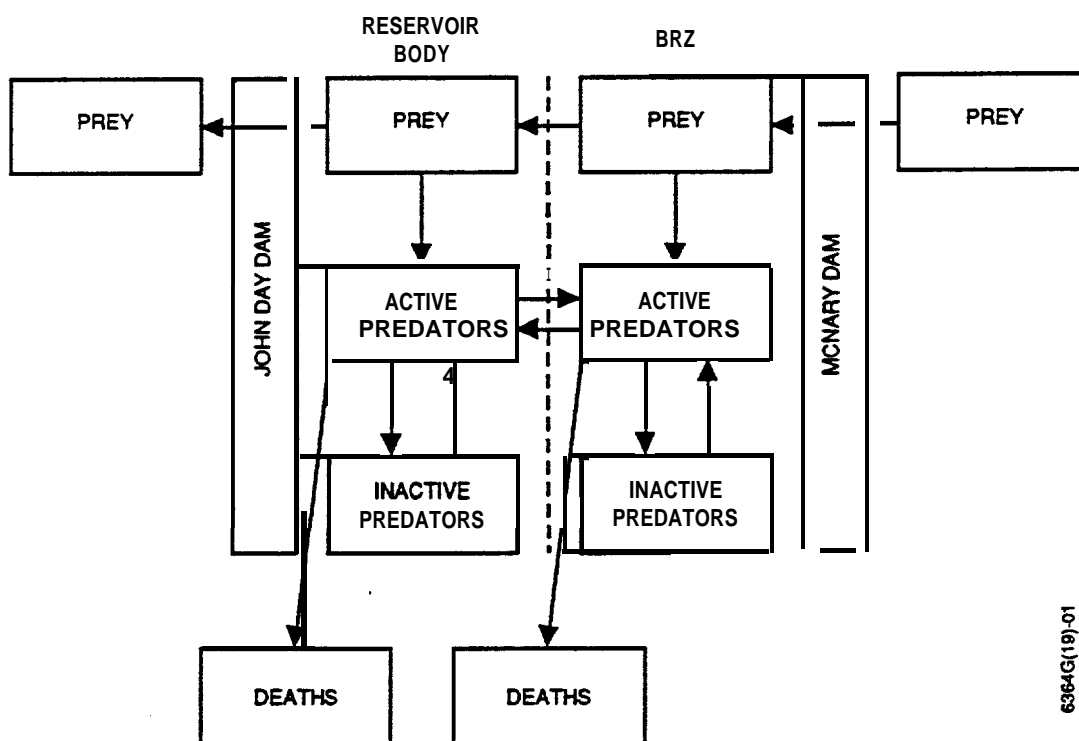 RESERVOIR
BODY
BRZ
PREY
PREY
PREY
PREY
JOHN DAY DAM
MCNARY DAM
ACTIVE
PREDATORS
ACTIVE
PREDATORS
4
INACTIVE
PREDATORS
INACTIVE
PREDATORS
DEATHS
DEATHS
6364G(19)-01